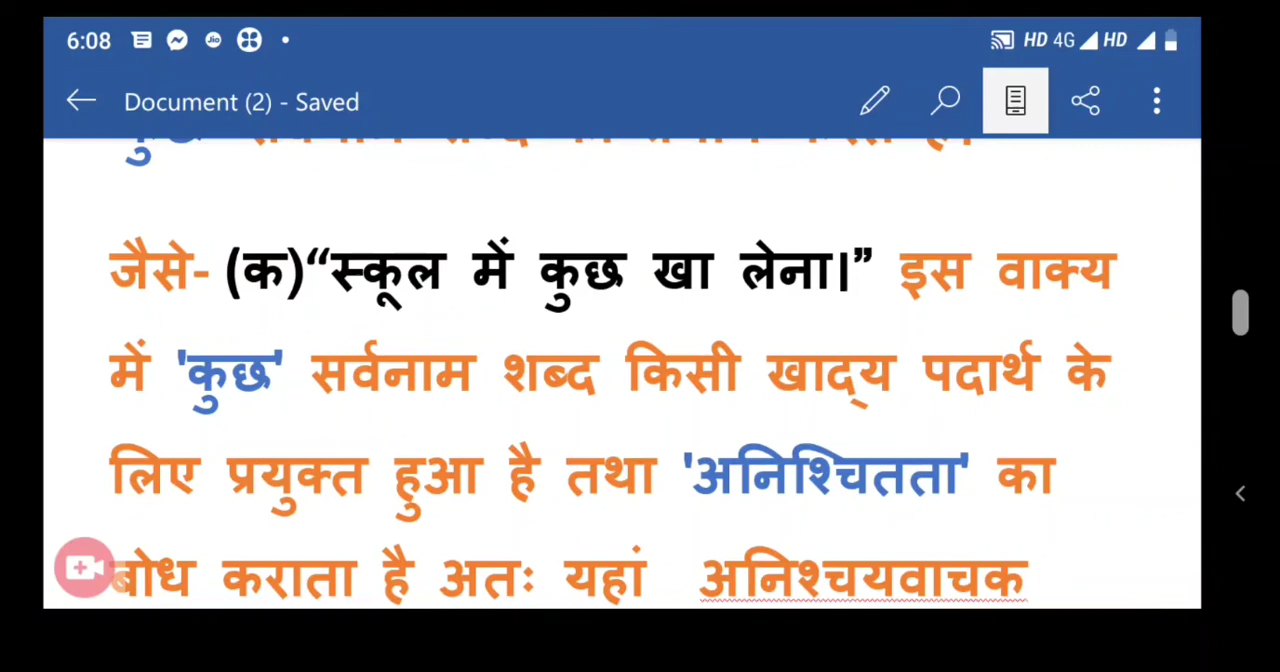 6:08 Jio HD 4G HD
Document (2) - Saved
जैसे- (क)“स्कूल में कुछ खा लेना।” इस वाक्य
में 'कुछ' सर्वनाम शब्द किसी खाद्य पदार्थ के
लिए प्रयुक्त हुआ है तथा 'अनिश्चितता' का
बोध कराता है अतः यहां अनिश्चयवाचक